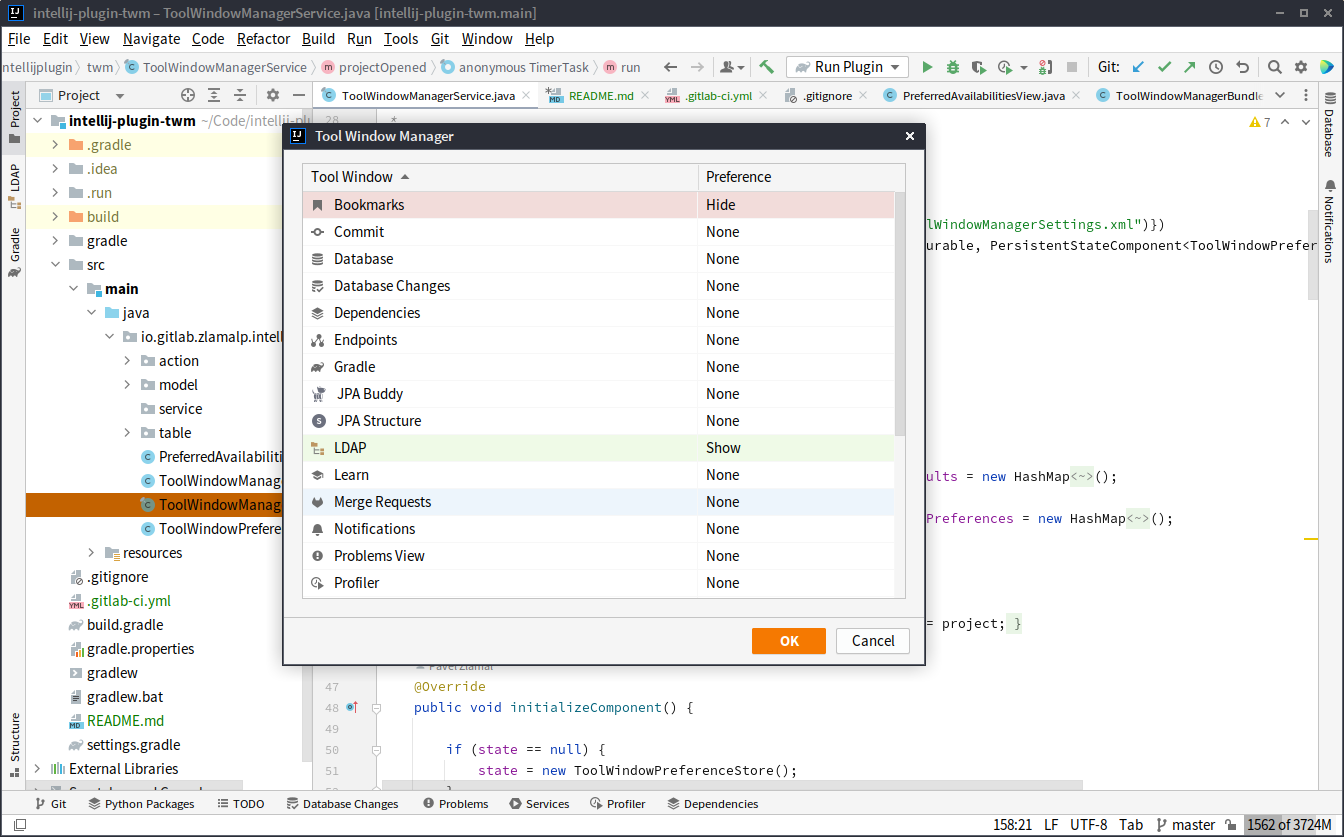 intellij-plugin-twm – ToolWindowManagerService.java [intellij-plugin-twm.main]
File Edit View Navigate Code Refactor Build Run Tools Git Window Help
ntellijplugin twm ToolWindowManagerService projectOpened anonymous TimerTask run Run Plugin Git:
Project
ToolWindowManagerService.java README.md .gitlab-ci.yml .gitignore PreferredAvailabilitiesView.java ToolWindowManagerBundle
Project
LDAP
Gradle
Structure
intellij-plugin-twm ~/Code/intellij-pl
.gradle
.idea
.run
build
gradle
src
main
java
io.gitlab.zlamalp.intell
action
model
service
table
PreferredAvailabiliti
ToolWindowManag
ToolWindowManag
ToolWindowPrefere
resources
.gitignore
.gitlab-ci.yml
build.gradle
gradle.properties
gradlew
gradlew.bat
README.md
settings.gradle
External Libraries
28 *
7
Tool Window Manager
Tool Window Preference
Bookmarks Hide
Commit None
Database None
Database Changes None
Dependencies None
Endpoints None
Gradle None
JPA Buddy None
JPA Structure None
LDAP Show
Learn None
Merge Requests None
Notifications None
Problems View None
Profiler None
OK Cancel
lWindowManagerSettings.xml")})
urable, PersistentStateComponent<ToolWindowPrefer
ults = new HashMap<~>();
Preferences = new HashMap<~>();
= project; }
Pavel Zlámal
47 @Override
48 public void initializeComponent() {
49
50 if (state == null) {
51 state = new ToolWindowPreferenceStore();
Database
Notifications
Git Python Packages TODO Database Changes Problems Services Profiler Dependencies
158:21 LF UTF-8 Tab master 1562 of 3724M